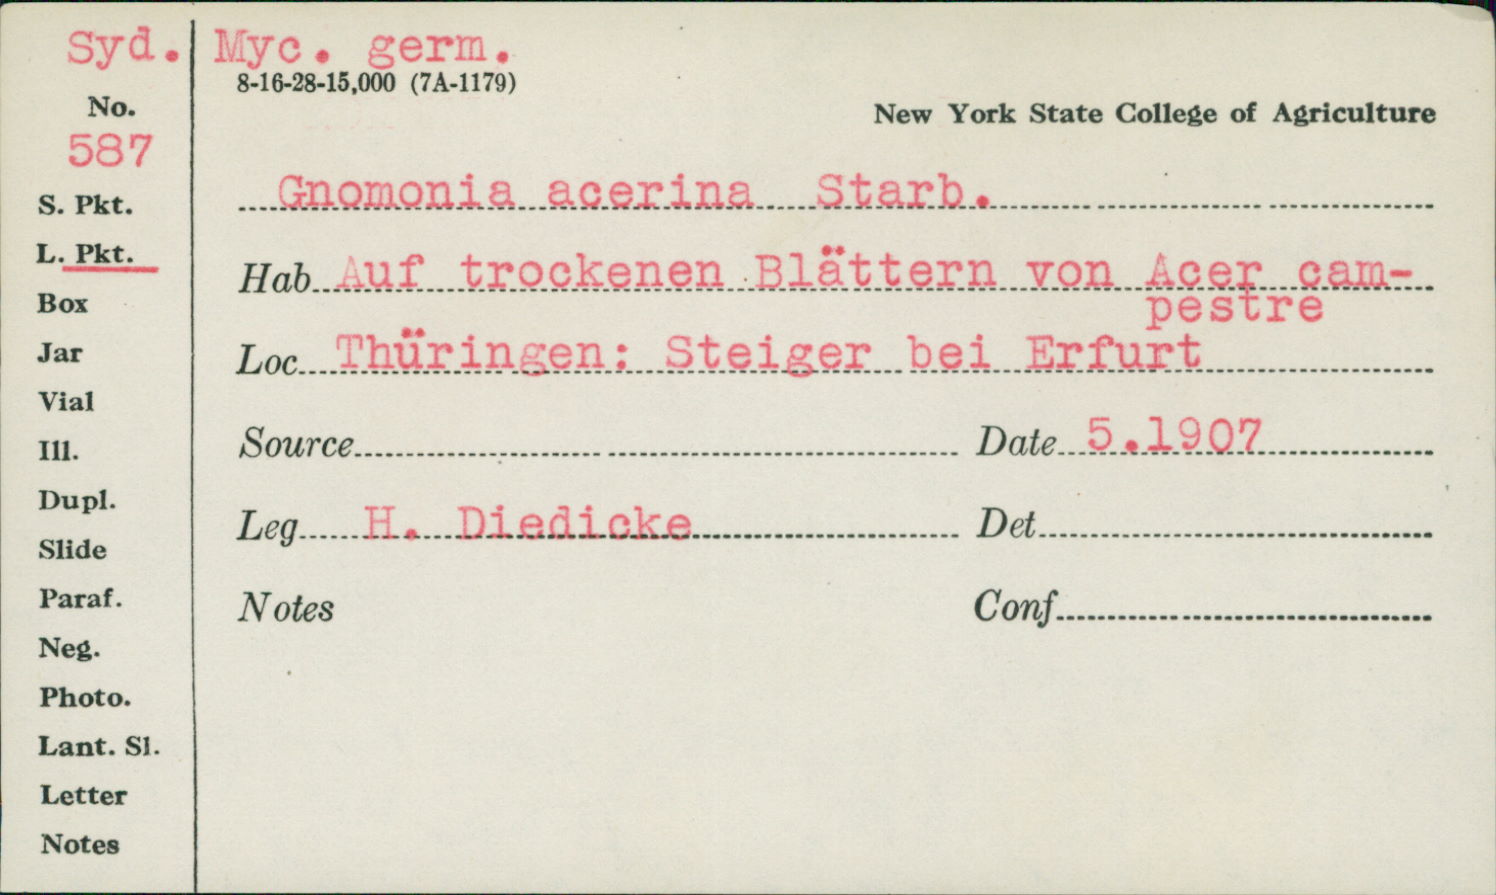 Syd. Myc. germ.
8-16-28-15,000 (7A-1179)
No.
New York State College of Agriculture
587
Gnomonia acerina Starb.
S. Pkt.
L. Pkt.
Hab Auf trockenen Blättern von Acer cam-
pestre
Box
Loc Thüringen: Steiger bei Erfurt
Jar
Vial
Source Date 5.1907
Ill.
Dupl.
Leg H. Diedicke Det
Slide
Paraf.
Notes Conf
Neg.
Photo.
Lant. Sl.
Letter
Notes